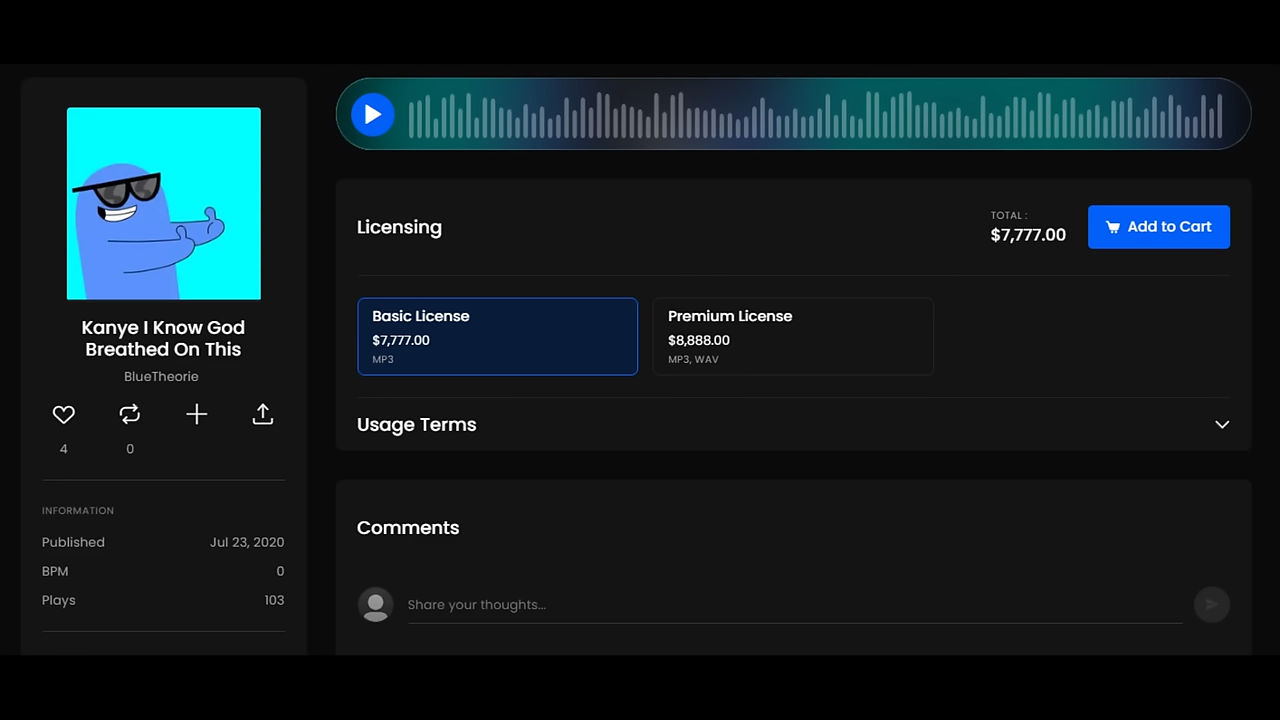 Kanye I Know God
Breathed On This
BlueTheorie
4
0
INFORMATION
Published
Jul 23, 2020
BPM
0
Plays
103
Licensing
TOTAL :
$7,777.00
Add to Cart
Basic License
$7,777.00
MP3
Premium License
$8,888.00
MP3, WAV
Usage Terms
Comments
Share your thoughts...